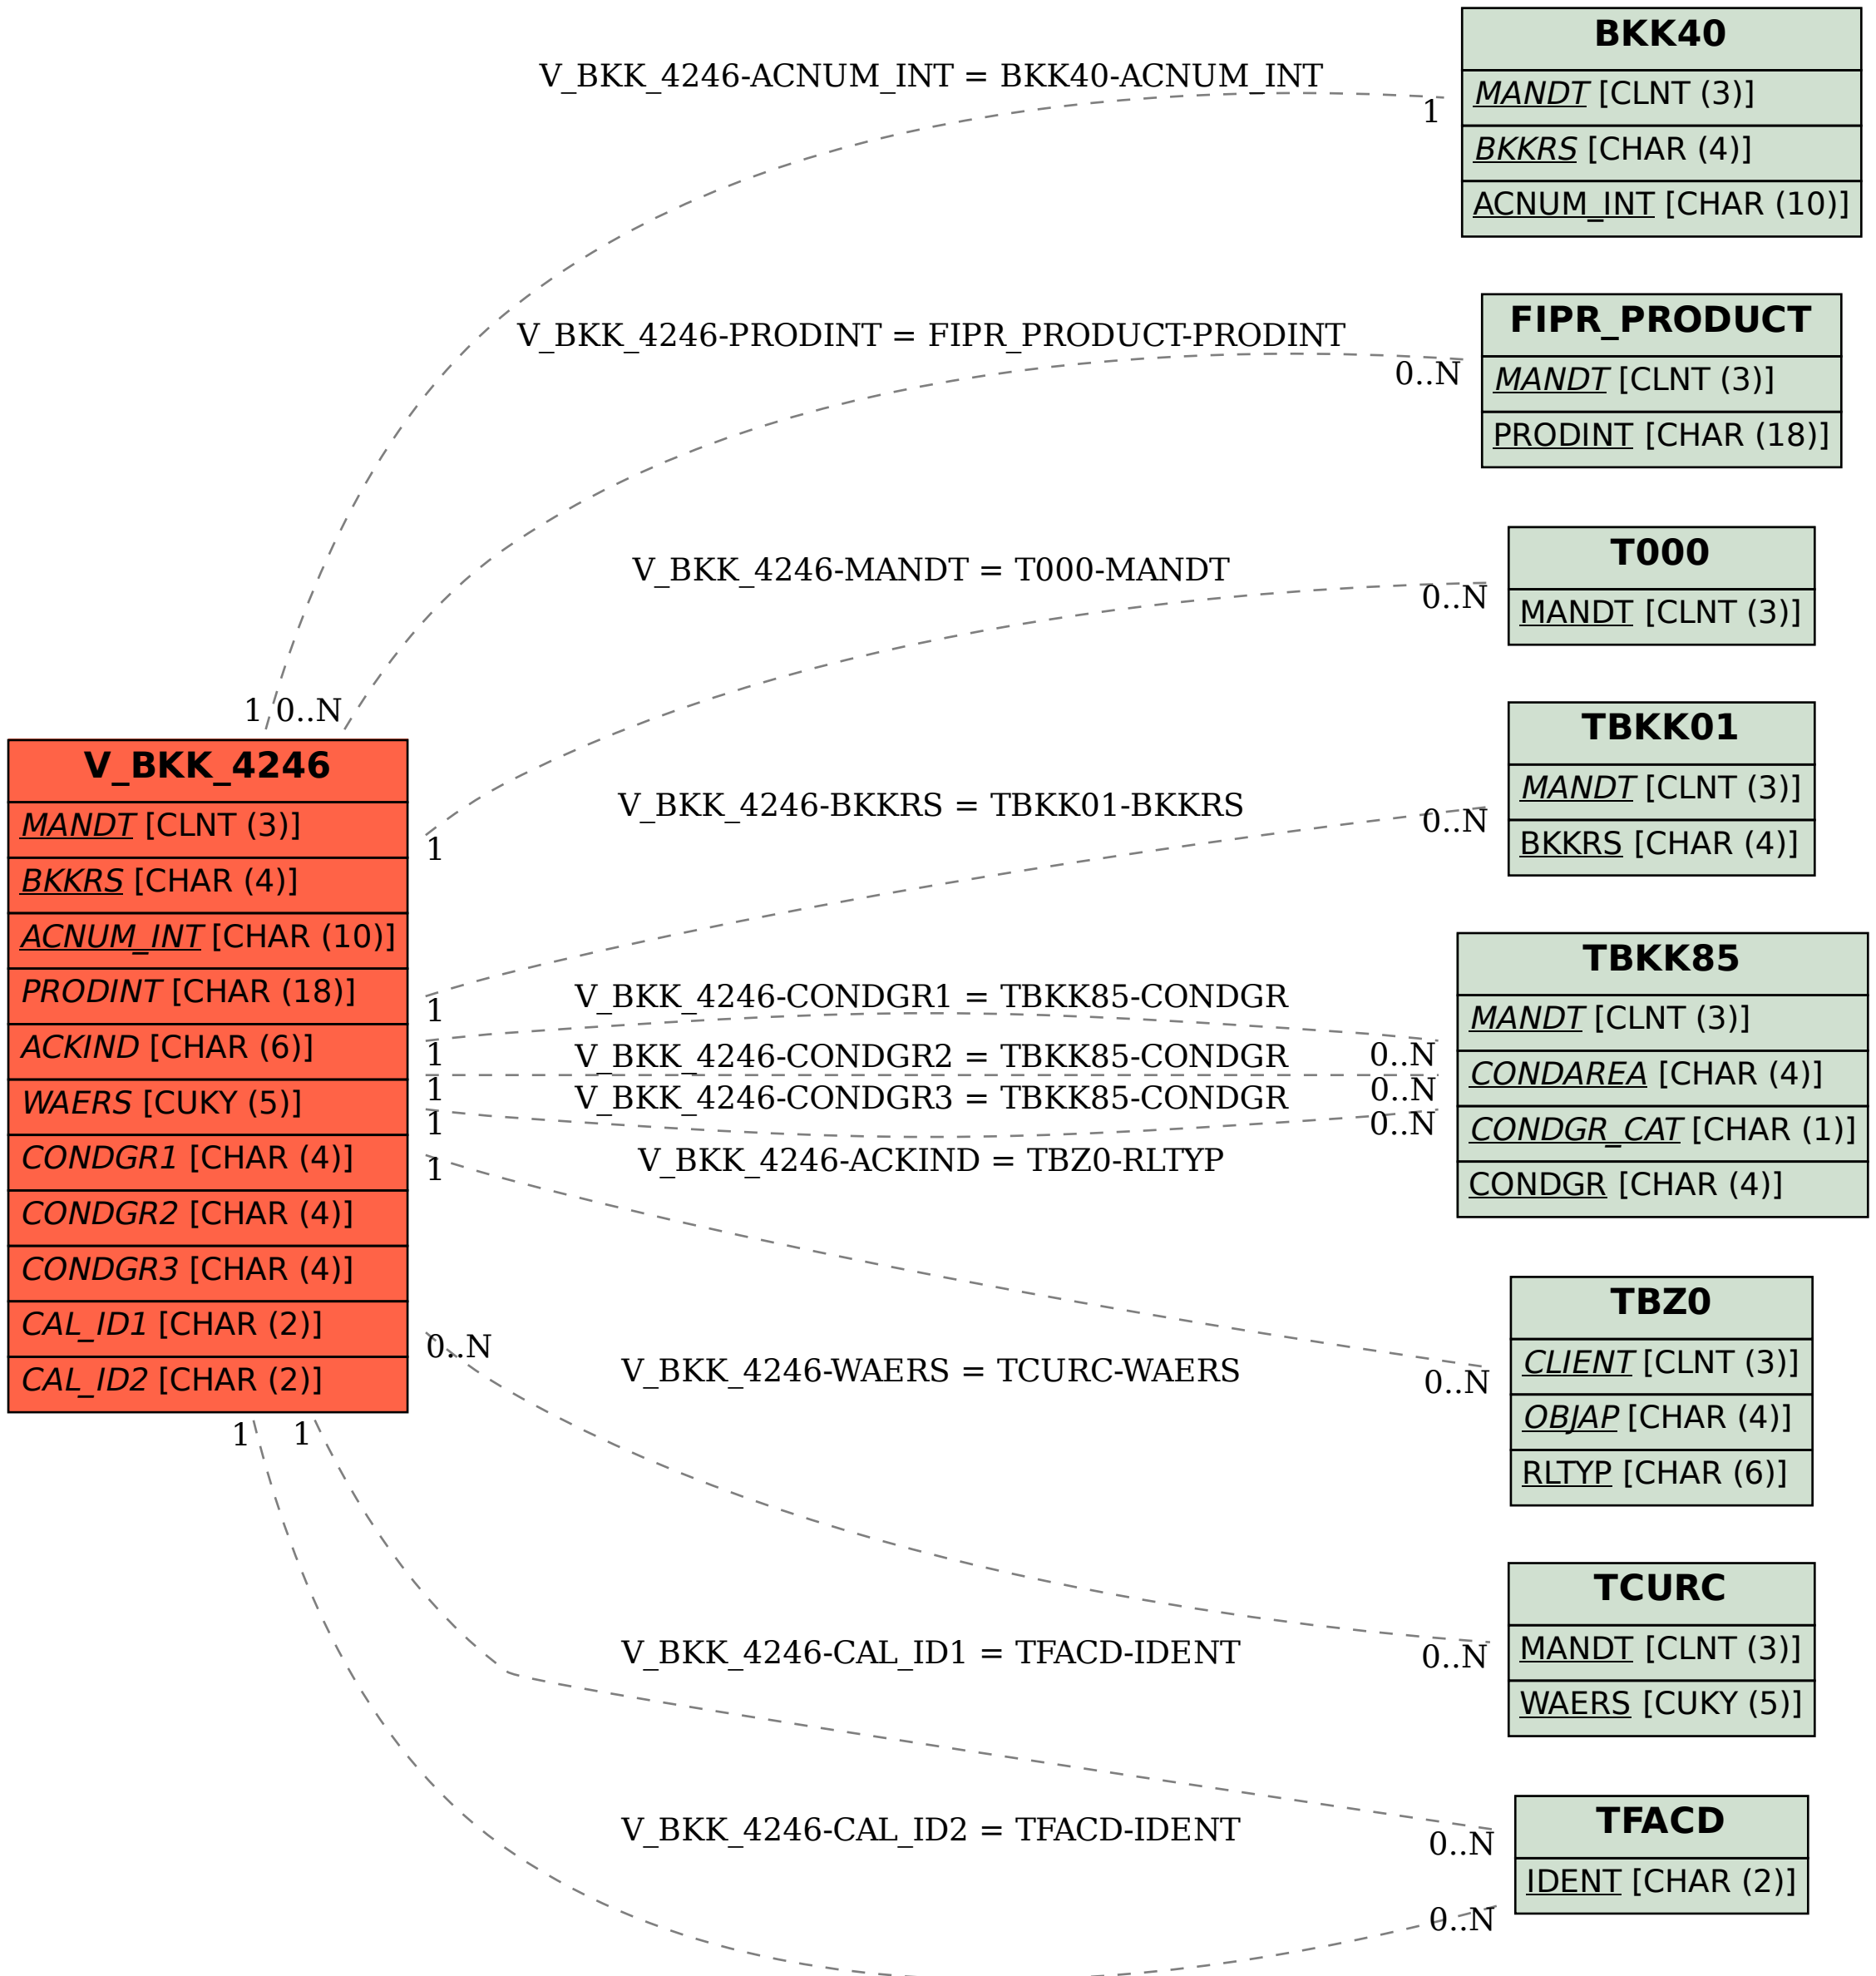 BKK40
MANDT [CLNT (3)]
BKKRS [CHAR (4)]
ACNUM_INT [CHAR (10)]
V_BKK_4246-ACNUM_INT = BKK40-ACNUM_INT
1
1
FIPR_PRODUCT
MANDT [CLNT (3)]
PRODINT [CHAR (18)]
V_BKK_4246-PRODINT = FIPR_PRODUCT-PRODINT
0..N
0..N
T000
MANDT [CLNT (3)]
V_BKK_4246-MANDT = T000-MANDT
0..N
1
V_BKK_4246
MANDT [CLNT (3)]
BKKRS [CHAR (4)]
ACNUM_INT [CHAR (10)]
PRODINT [CHAR (18)]
ACKIND [CHAR (6)]
WAERS [CUKY (5)]
CONDGR1 [CHAR (4)]
CONDGR2 [CHAR (4)]
CONDGR3 [CHAR (4)]
CAL_ID1 [CHAR (2)]
CAL_ID2 [CHAR (2)]
TBKK01
MANDT [CLNT (3)]
BKKRS [CHAR (4)]
V_BKK_4246-BKKRS = TBKK01-BKKRS
0..N
1
TBKK85
MANDT [CLNT (3)]
CONDAREA [CHAR (4)]
CONDGR_CAT [CHAR (1)]
CONDGR [CHAR (4)]
V_BKK_4246-CONDGR1 = TBKK85-CONDGR
0..N
1
V_BKK_4246-CONDGR2 = TBKK85-CONDGR
0..N
1
V_BKK_4246-CONDGR3 = TBKK85-CONDGR
0..N
1
TBZ0
CLIENT [CLNT (3)]
OBJAP [CHAR (4)]
RLTYP [CHAR (6)]
V_BKK_4246-ACKIND = TBZ0-RLTYP
0..N
1
TCURC
MANDT [CLNT (3)]
WAERS [CUKY (5)]
V_BKK_4246-WAERS = TCURC-WAERS
0..N
0..N
TFACD
IDENT [CHAR (2)]
V_BKK_4246-CAL_ID1 = TFACD-IDENT
0..N
1
V_BKK_4246-CAL_ID2 = TFACD-IDENT
0..N
1